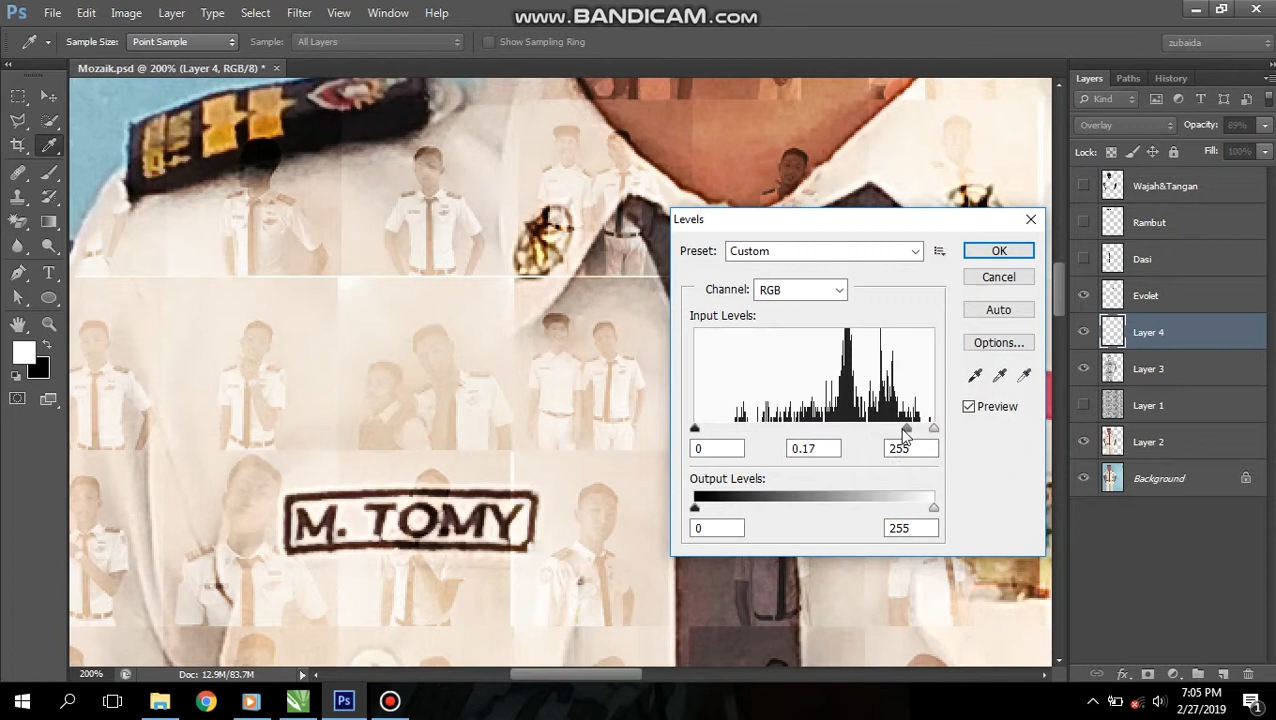 www.BANDICAM.com
File Edit Image Layer Type Select Filter View Window Help
Sample Size: Point Sample Sample: All Layers Show Sampling Ring zubaida
Mozaik.psd @ 200% (Layer 4, RGB/8) *
Layers Paths History
Kind
Overlay Opacity: 89%
Lock: Fill: 100%
Wajah&Tangan
Rambut
Dasi
Evolet
Layer 4
Layer 3
Layer 1
Layer 2
Background
Levels
Preset: Custom OK
Cancel
Channel: RGB
Auto
Input Levels:
Options...
Preview
0 0.17 255
Output Levels:
0 255
M. TOMY
200% Doc: 12.9M/83.7M
Ps
7:05 PM
2/27/2019
1